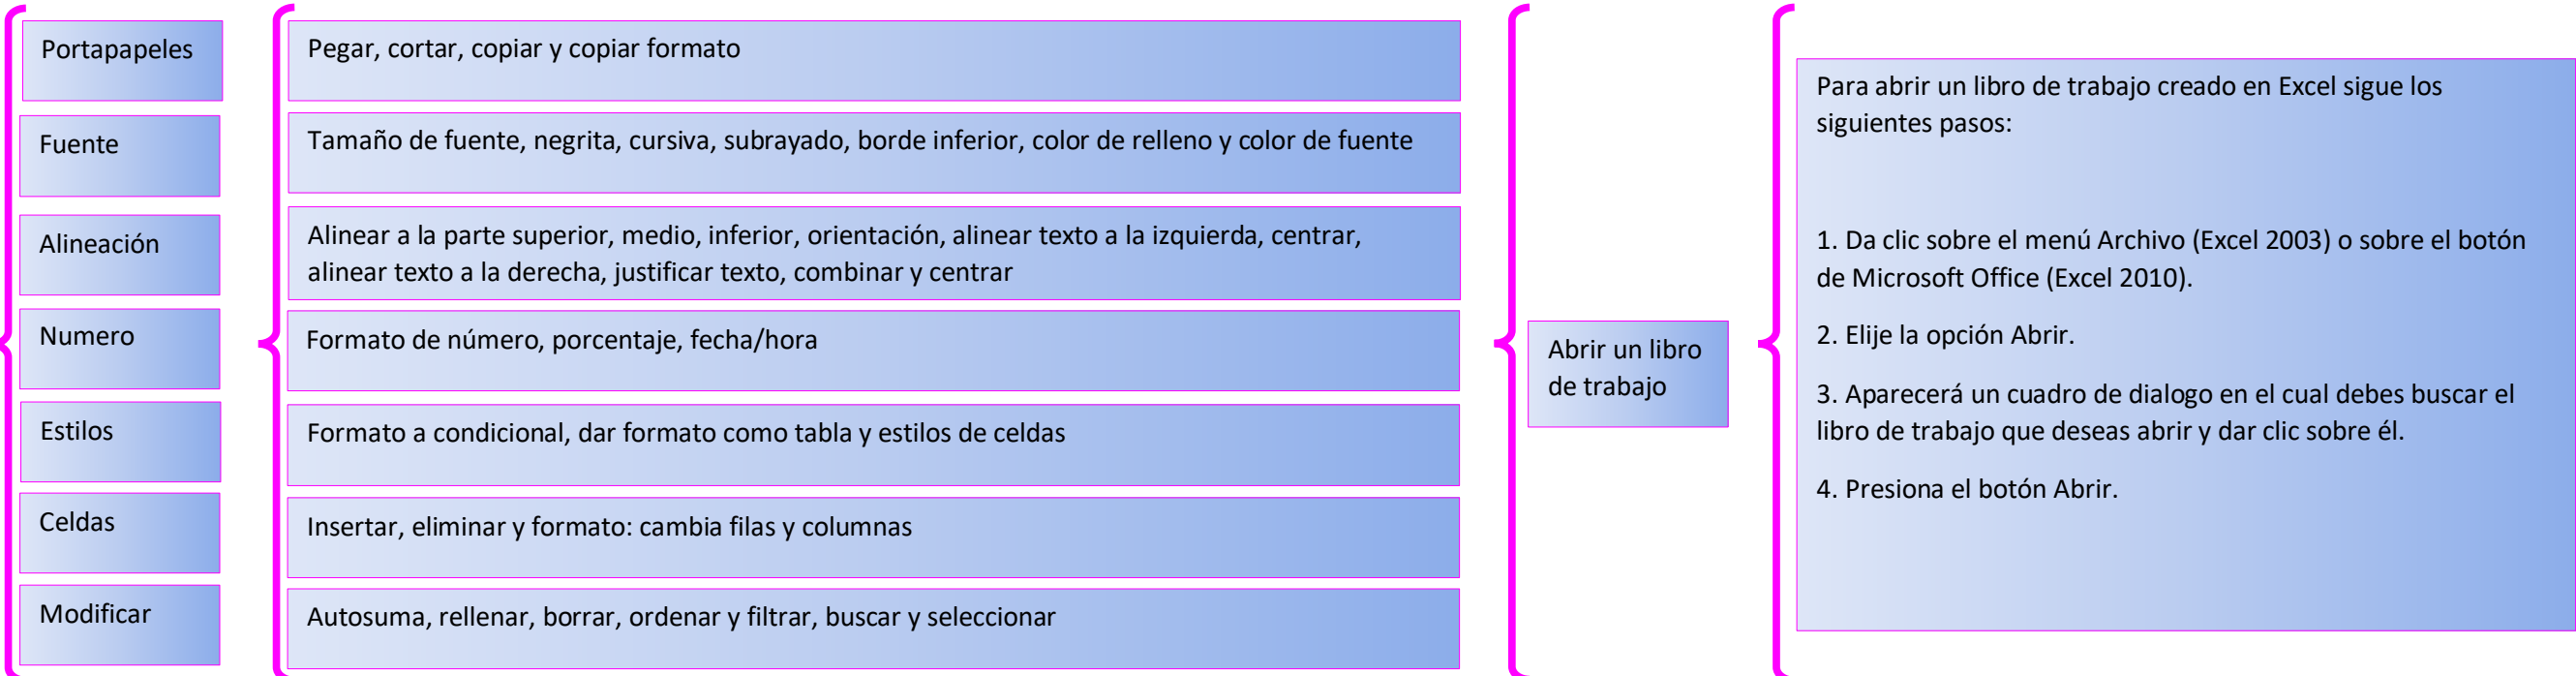 Portapapeles
Pegar, cortar, copiar y copiar formato
Fuente
Tamaño de fuente, negrita, cursiva, subrayado, borde inferior, color de relleno y color de fuente
Alineación
Alinear a la parte superior, medio, inferior, orientación, alinear texto a la izquierda, centrar,
alinear texto a la derecha, justificar texto, combinar y centrar
Numero
Formato de número, porcentaje, fecha/hora
Estilos
Formato a condicional, dar formato como tabla y estilos de celdas
Celdas
Insertar, eliminar y formato: cambia filas y columnas
Modificar
Autosuma, rellenar, borrar, ordenar y filtrar, buscar y seleccionar
Abrir un libro
de trabajo
Para abrir un libro de trabajo creado en Excel sigue los
siguientes pasos:
1. Da clic sobre el menú Archivo (Excel 2003) o sobre el botón
de Microsoft Office (Excel 2010).
2. Elije la opción Abrir.
3. Aparecerá un cuadro de dialogo en el cual debes buscar el
libro de trabajo que deseas abrir y dar clic sobre él.
4. Presiona el botón Abrir.